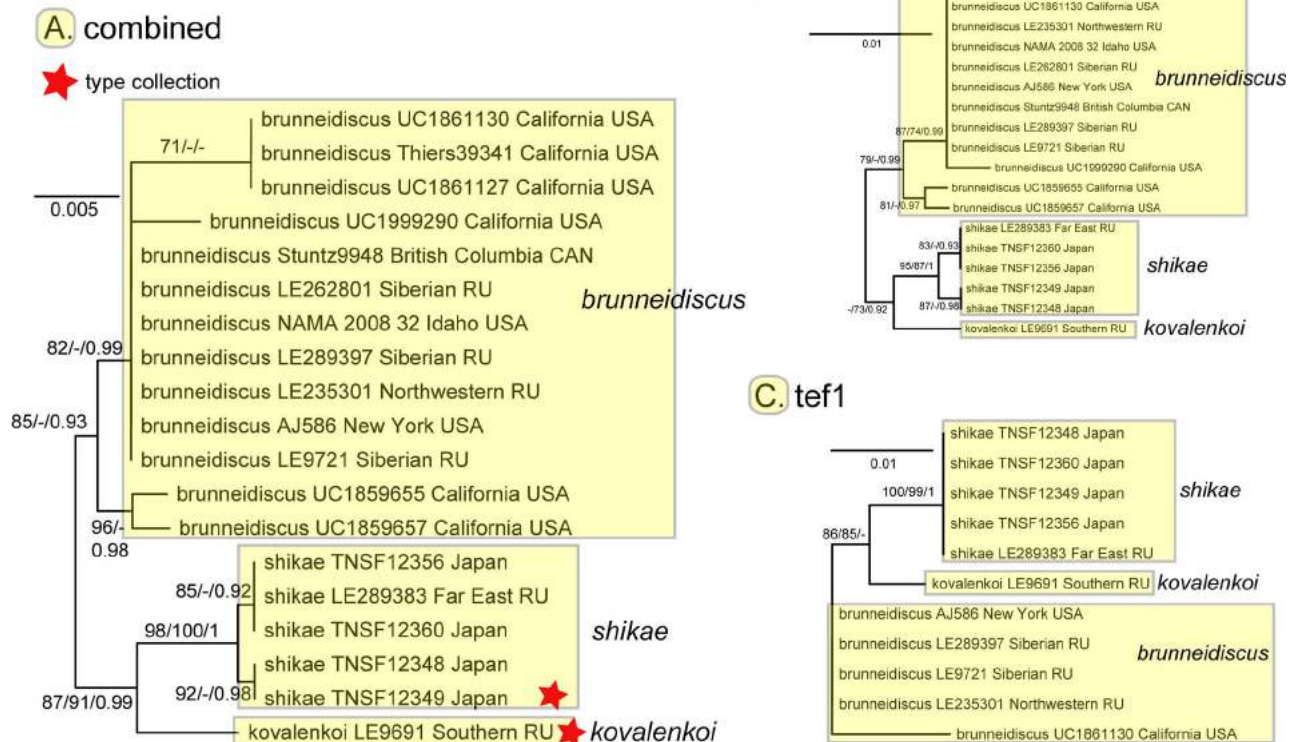 A. combined
type collection
brunneidiscus UC1861130 California USA
71/-/-
brunneidiscus Thiers39341 California USA
brunneidiscus UC1861127 California USA
0.005
brunneidiscus UC1999290 California USA
brunneidiscus Stuntz9948 British Columbia CAN
brunneidiscus LE262801 Siberian RU
brunneidiscus
brunneidiscus NAMA 2008 32 Idaho USA
82/-/0.99
brunneidiscus LE289397 Siberian RU
brunneidiscus LE235301 Northwestern RU
85/-/0.93
brunneidiscus AJ586 New York USA
brunneidiscus LE9721 Siberian RU
brunneidiscus UC1859655 California USA
96/-
0.98
brunneidiscus UC1859657 California USA
shikae TNSF12356 Japan
85/-/0.92
shikae LE289383 Far East RU
98/100/1
shikae TNSF12360 Japan
shikae
shikae TNSF12348 Japan
92/-/0.98
shikae TNSF12349 Japan
87/91/0.99
kovalenkoi LE9691 Southern RU
kovalenkoi
brunneidiscus UC1861130 California USA
0.01
brunneidiscus LE235301 Northwestern RU
brunneidiscus NAMA 2008 32 Idaho USA
brunneidiscus LE262801 Siberian RU
brunneidiscus
brunneidiscus AJ586 New York USA
brunneidiscus Stuntz9948 British Columbia CAN
87/74/0.99
brunneidiscus LE289397 Siberian RU
brunneidiscus LE9721 Siberian RU
79/-/0.99
brunneidiscus UC1999290 California USA
brunneidiscus UC1859655 California USA
81/-/0.97
brunneidiscus UC1859657 California USA
shikae LE289383 Far East RU
83/-/0.93
shikae TNSF12360 Japan
95/87/1
shikae TNSF12356 Japan
shikae
shikae TNSF12349 Japan
87/-/0.98
shikae TNSF12348 Japan
-/73/0.92
kovalenkoi LE9691 Southern RU
kovalenkoi
C. tef1
shikae TNSF12348 Japan
0.01
shikae TNSF12360 Japan
100/99/1
shikae TNSF12349 Japan
shikae
shikae TNSF12356 Japan
86/85/-
shikae LE289383 Far East RU
kovalenkoi LE9691 Southern RU
kovalenkoi
brunneidiscus AJ586 New York USA
brunneidiscus LE289397 Siberian RU
brunneidiscus
brunneidiscus LE9721 Siberian RU
brunneidiscus LE235301 Northwestern RU
brunneidiscus UC1861130 California USA